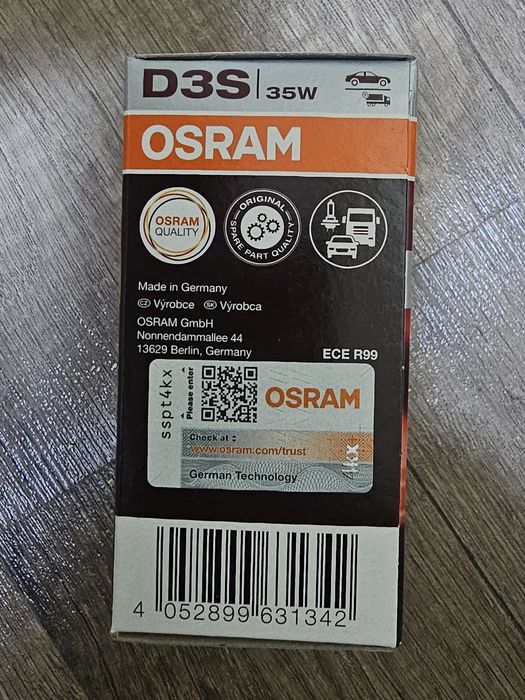 D3S | 35W
OSRAM
OSRAM
QUALITY
ORIGINAL
SPARE PART QUALITY
Made in Germany
CZ Výrobce SK Výrobca
OSRAM GmbH
Nonnendammallee 44
13629 Berlin, Germany
ECE R99
sspt4kx
Please enter
OSRAM
Check at
www.osram.com/trust
4kx
German Technology
4 052899 631342